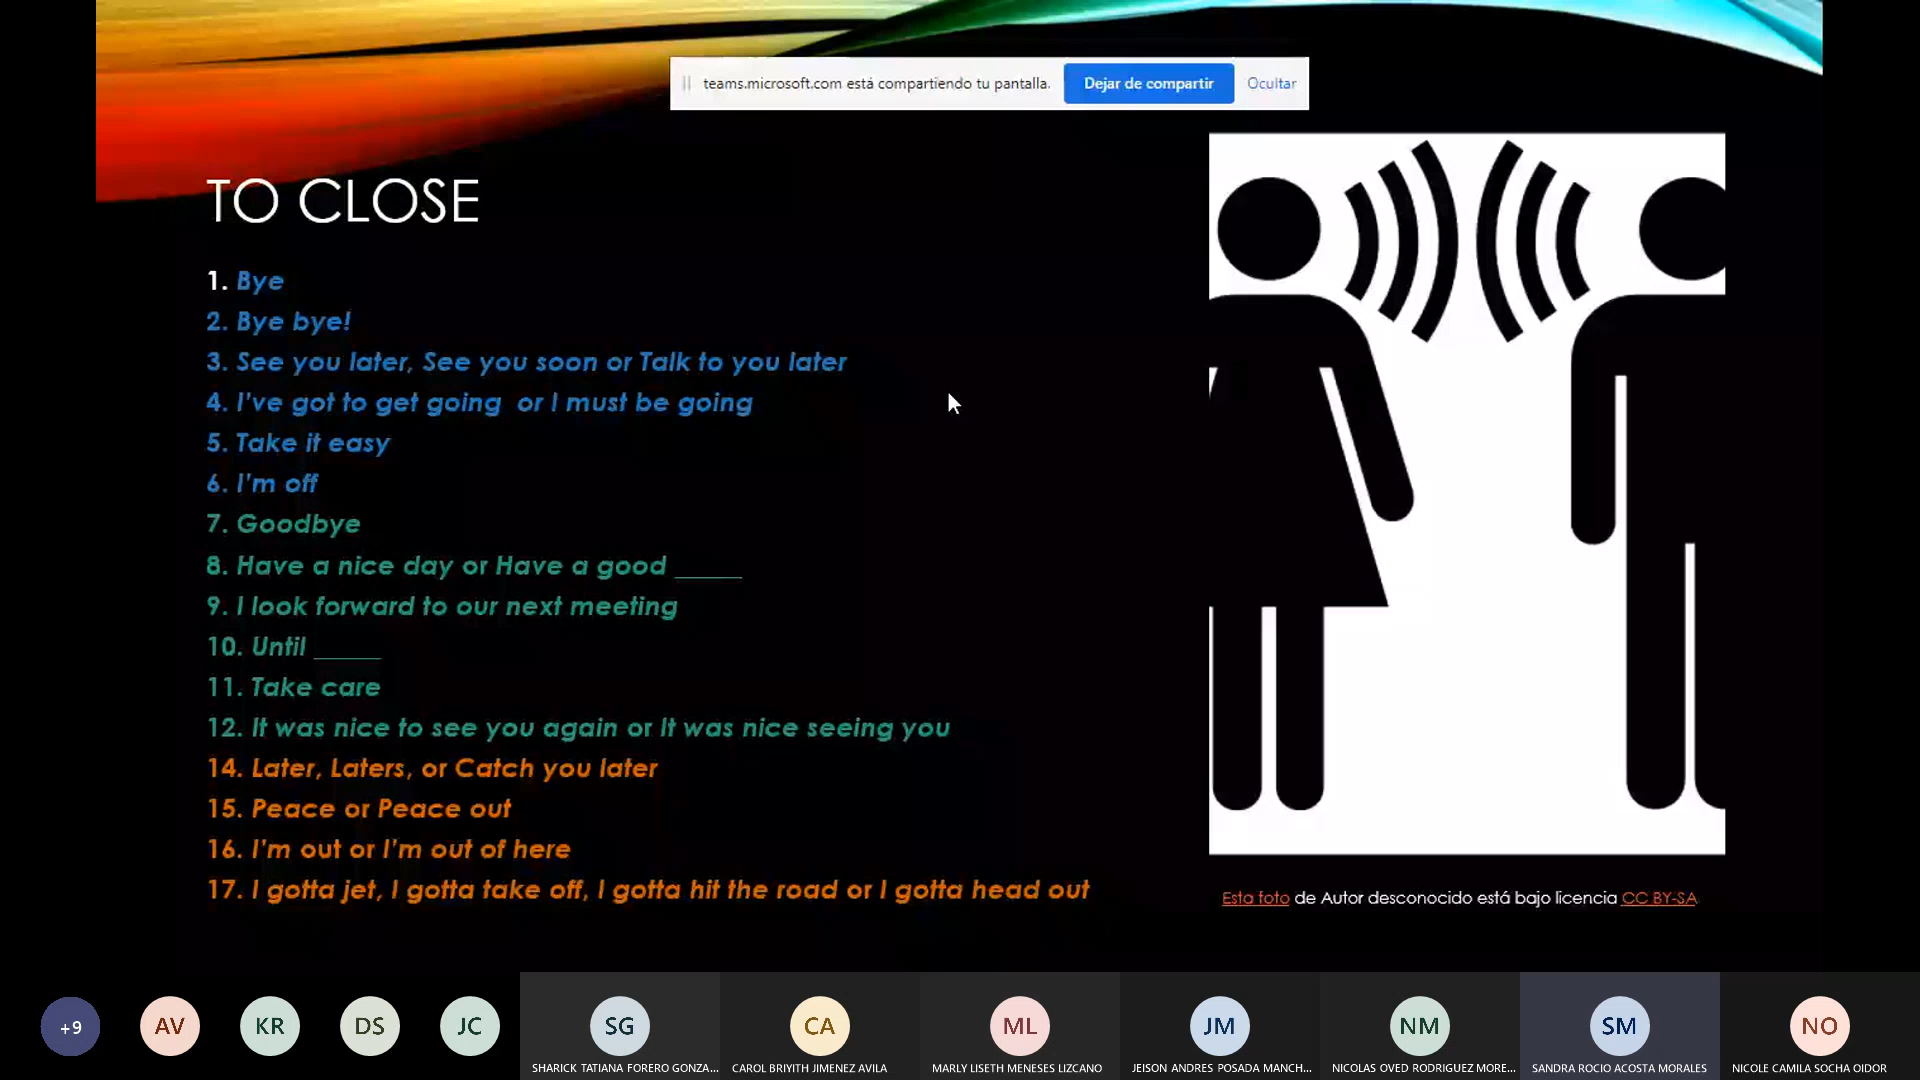 teams.microsoft.com está compartiendo tu pantalla. Dejar de compartir Ocultar
TO CLOSE
1. Bye
2. Bye bye!
3. See you later, See you soon or Talk to you later
4. I've got to get going or I must be going
5. Take it easy
6. I'm off
7. Goodbye
8. Have a nice day or Have a good _____
9. I look forward to our next meeting
10. Until _____
11. Take care
12. It was nice to see you again or It was nice seeing you
14. Later, Laters, or Catch you later
15. Peace or Peace out
16. I'm out or I'm out of here
17. I gotta jet, I gotta take off, I gotta hit the road or I gotta head out
Esta foto de Autor desconocido está bajo licencia CC BY-SA
+9 AV KR DS JC SG CA ML JM NM SM NO
SHARICK TATIANA FORERO GONZA... CAROL BRIYITH JIMENEZ AVILA MARLY LISETH MENESES LIZCANO JEISON ANDRES POSADA MANCH... NICOLAS OVED RODRIGUEZ MORE... SANDRA ROCIO ACOSTA MORALES NICOLE CAMILA SOCHA OIDOR